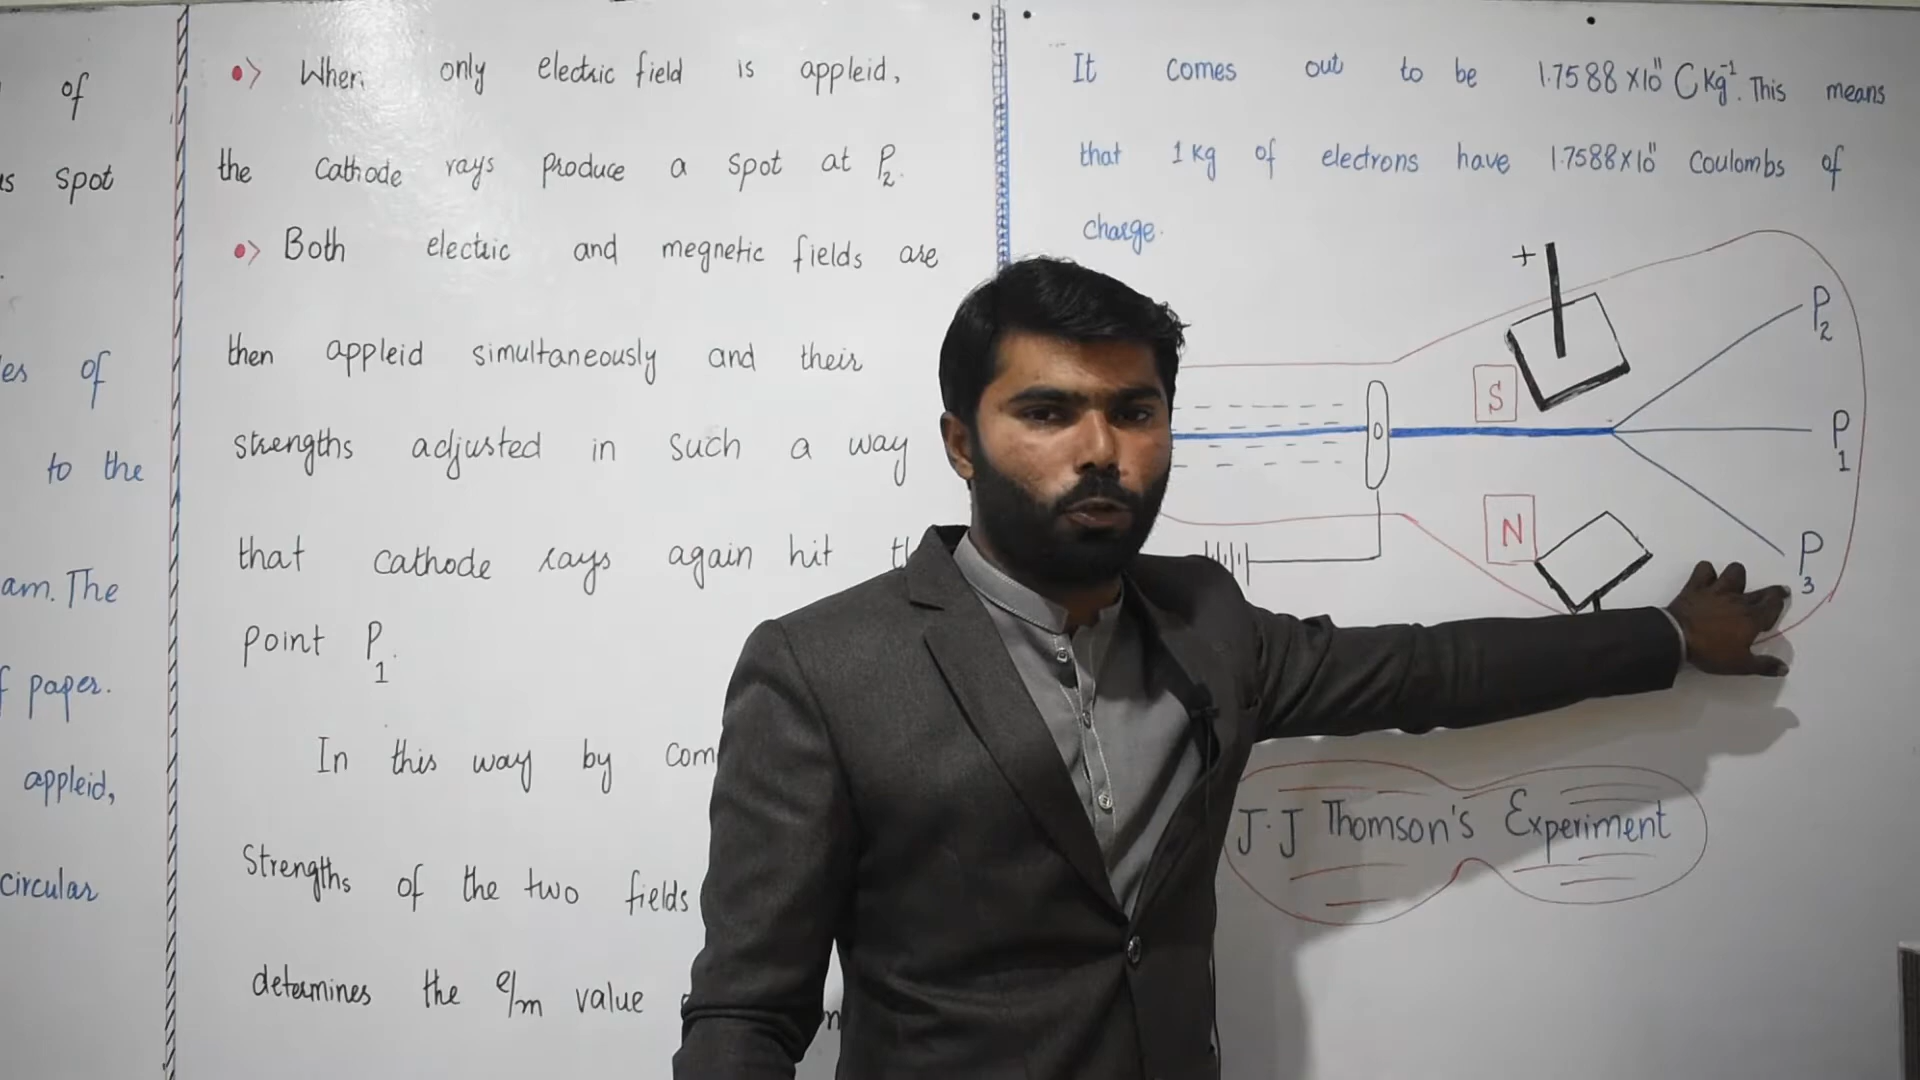 of
spot
es of
to the
am. The
f paper.
appleid,
circular
•> When only electric field is appleid,
the cathode rays produce a spot at P2.
•> Both electric and megnetic fields are
then appleid simultaneously and their
strengths adjusted in such a way
that cathode rays again hit th
point P1.
In this way by com
Strengths of the two fields
determines the e/m value
It comes out to be 1.7588×10¹¹ C kg⁻¹. This means
that 1 kg of electrons have 1.7588×10¹¹ Coulombs of
charge.
+
P2
S
P1
N
P3
J.J Thomson's Experiment